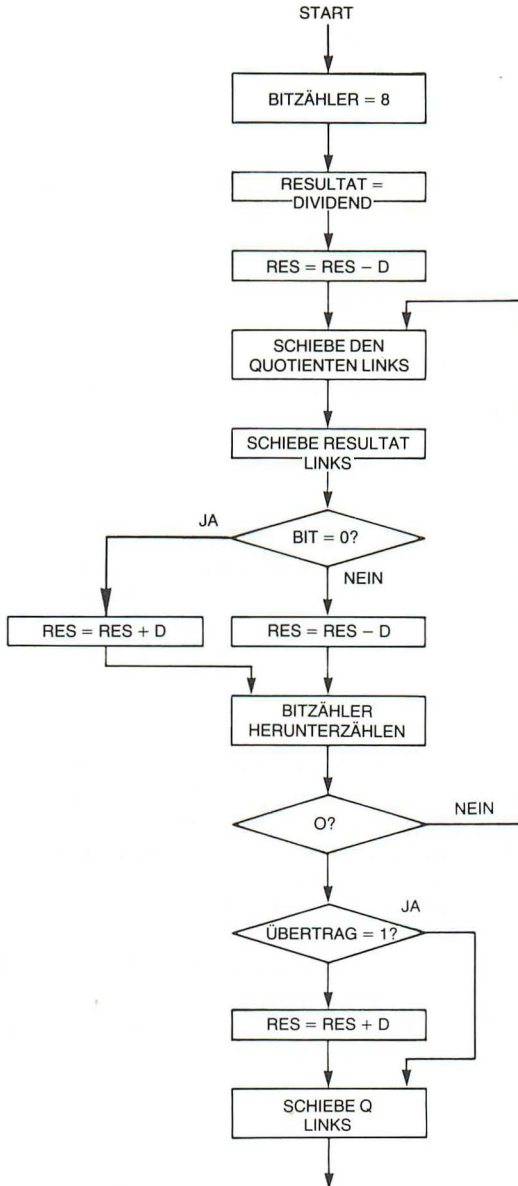 START
BITZÄHLER = 8
RESULTAT =
DIVIDEND
RES = RES – D
SCHIEBE DEN
QUOTIENTEN LINKS
SCHIEBE RESULTAT
LINKS
JA
BIT = 0?
NEIN
RES = RES + D
RES = RES – D
BITZÄHLER
HERUNTERZÄHLEN
O?
NEIN
JA
ÜBERTRAG = 1?
RES = RES + D
SCHIEBE Q
LINKS